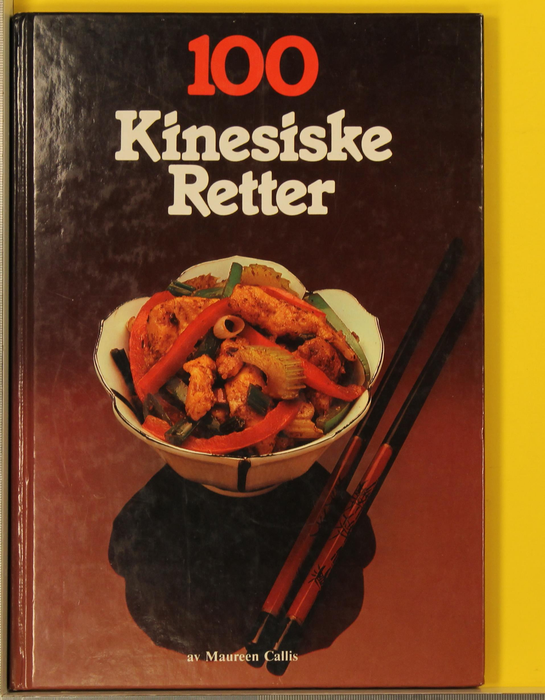 100
Kinesiske
Retter
av Maureen Callis